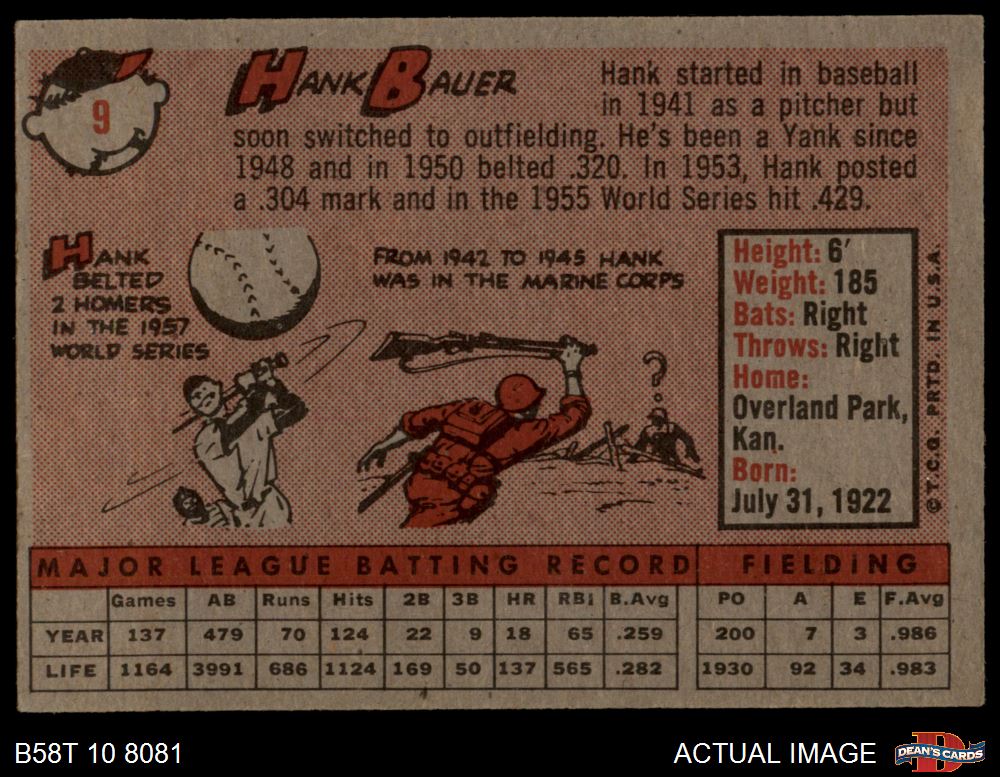 9
HANK BAUER
Hank started in baseball
in 1941 as a pitcher but
soon switched to outfielding. He's been a Yank since
1948 and in 1950 belted .320. In 1953, Hank posted
a .304 mark and in the 1955 World Series hit .429.
HANK
BELTED
2 HOMERS
IN THE 1957
WORLD SERIES
FROM 1942 TO 1945 HANK
WAS IN THE MARINE CORPS
?
Height: 6'
Weight: 185
Bats: Right
Throws: Right
Home:
Overland Park,
Kan.
Born:
July 31, 1922
© T.C.G. PRTD. IN U.S.A.
MAJOR LEAGUE BATTING RECORD FIELDING
Games AB Runs Hits 2B 3B HR RBI B.Avg PO A E F.Avg
YEAR 137 479 70 124 22 9 18 65 .259 200 7 3 .986
LIFE 1164 3991 686 1124 169 50 137 565 .282 1930 92 34 .983
B58T 10 8081
ACTUAL IMAGE
D
DEAN'S CARDS